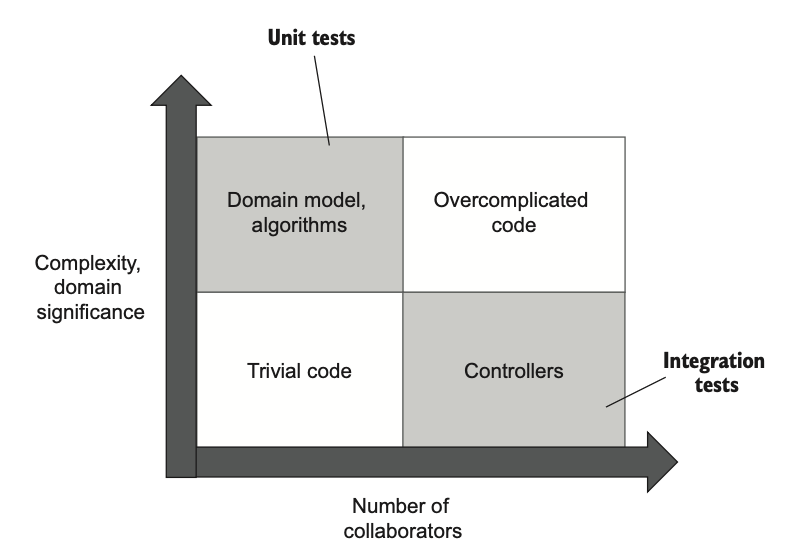 Unit tests
Domain model,
algorithms
Overcomplicated
code
Complexity,
domain
significance
Trivial code
Controllers
Integration
tests
Number of
collaborators